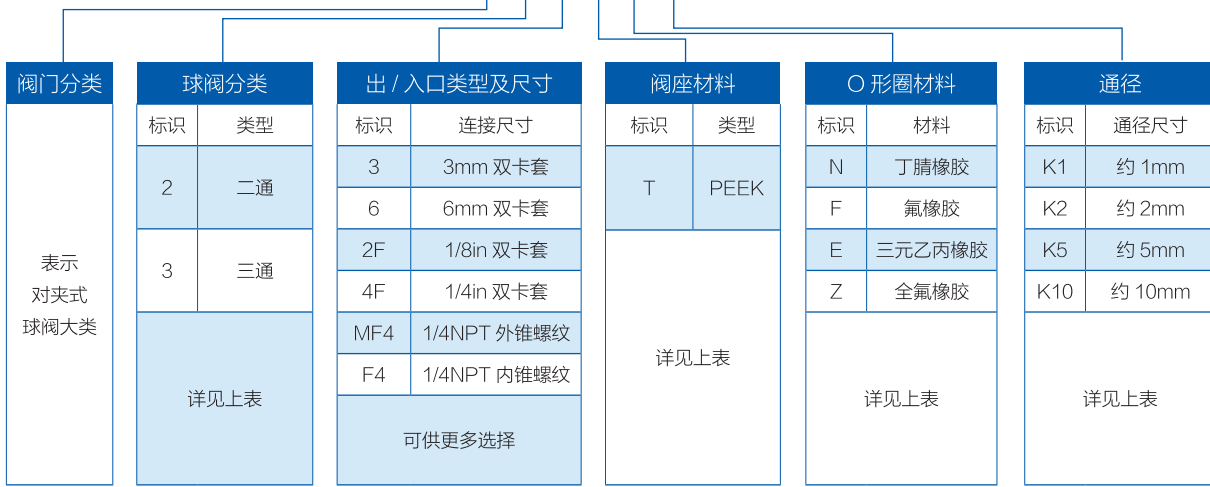 阀门分类
表示
对夹式
球阀大类
球阀分类
标识 类型
2 二通
3 三通
详见上表
出 / 入口类型及尺寸
标识 连接尺寸
3 3mm 双卡套
6 6mm 双卡套
2F 1/8in 双卡套
4F 1/4in 双卡套
MF4 1/4NPT 外锥螺纹
F4 1/4NPT 内锥螺纹
可供更多选择
阀座材料
标识 类型
T PEEK
详见上表
O 形圈材料
标识 材料
N 丁腈橡胶
F 氟橡胶
E 三元乙丙橡胶
Z 全氟橡胶
详见上表
通径
标识 通径尺寸
K1 约 1mm
K2 约 2mm
K5 约 5mm
K10 约 10mm
详见上表